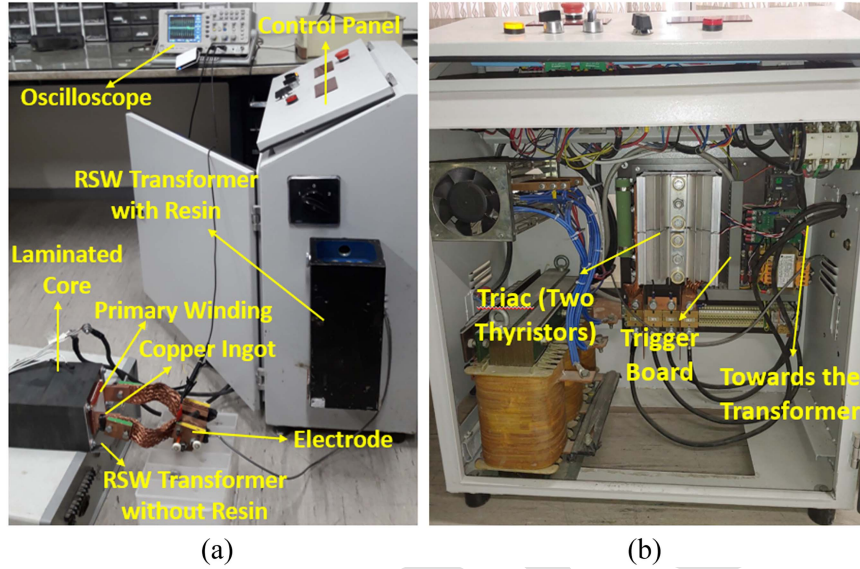 Control Panel
Oscilloscope
RSW Transformer
with Resin
Laminated
Core
Primary Winding
Copper Ingot
Electrode
RSW Transformer
without Resin
(a)
Triac (Two
Thyristors)
Trigger
Board
Towards the
Transformer
(b)